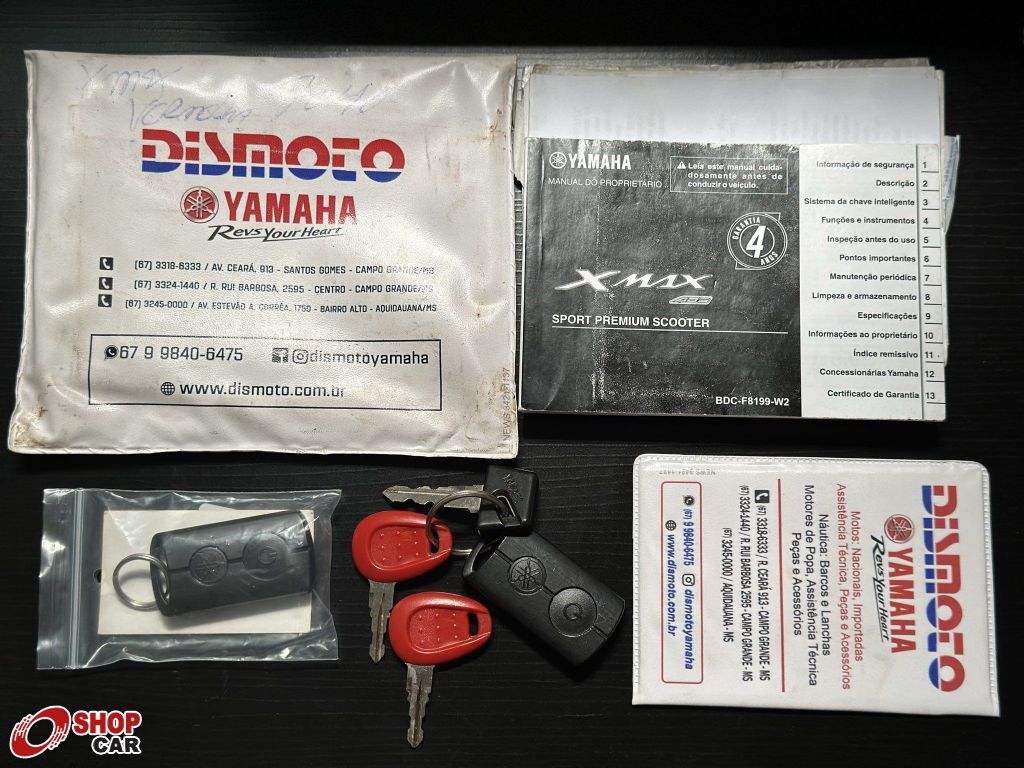 XMAX
VERMELHA
DISMOTO
YAMAHA
Revs Your Heart
(67) 3318-6333 / AV. CEARÁ, 913 - SANTOS GOMES - CAMPO GRANDE/MS
(67) 3324-1440 / R. RUI BARBOSA, 2595 - CENTRO - CAMPO GRANDE/MS
(67) 3245-0000 / AV. ESTEVÃO A. CORRÊA, 1750 - BAIRRO ALTO - AQUIDAUANA/MS
67 9 9840-6475 dismotoyamaha
www.dismoto.com.br
YAMAHA
MANUAL DO PROPRIETÁRIO
Leia este manual cuida-
dosamente antes de
conduzir o veículo.
GARANTIA
4
ANOS
XMAX
SPORT PREMIUM SCOOTER
BDC-F8199-W2
Informação de segurança 1
Descrição 2
Sistema da chave inteligente 3
Funções e instrumentos 4
Inspeção antes do uso 5
Pontos importantes 6
Manutenção periódica 7
Limpeza e armazenamento 8
Especificações 9
Informações ao proprietário 10
Índice remissivo 11
Concessionárias Yamaha 12
Certificado de Garantia 13
DISMOTO
YAMAHA
Revs Your Heart
Motos: Nacionais, Importadas
Assistência Técnica, Peças e Acessórios
Náutica: Barcos e Lanchas
Motores de Popa, Assistência Técnica
Peças e Acessórios
(67) 3318-6333 / R. CEARÁ 913 - CAMPO GRANDE - MS
(67) 3324-1440 / R. RUI BARBOSA 2595 - CAMPO GRANDE - MS
(67) 3245-0000 / AQUIDAUANA - MS
(67) 9 9840-6475 dismotoyamaha
www.dismoto.com.br
SHOP
CAR